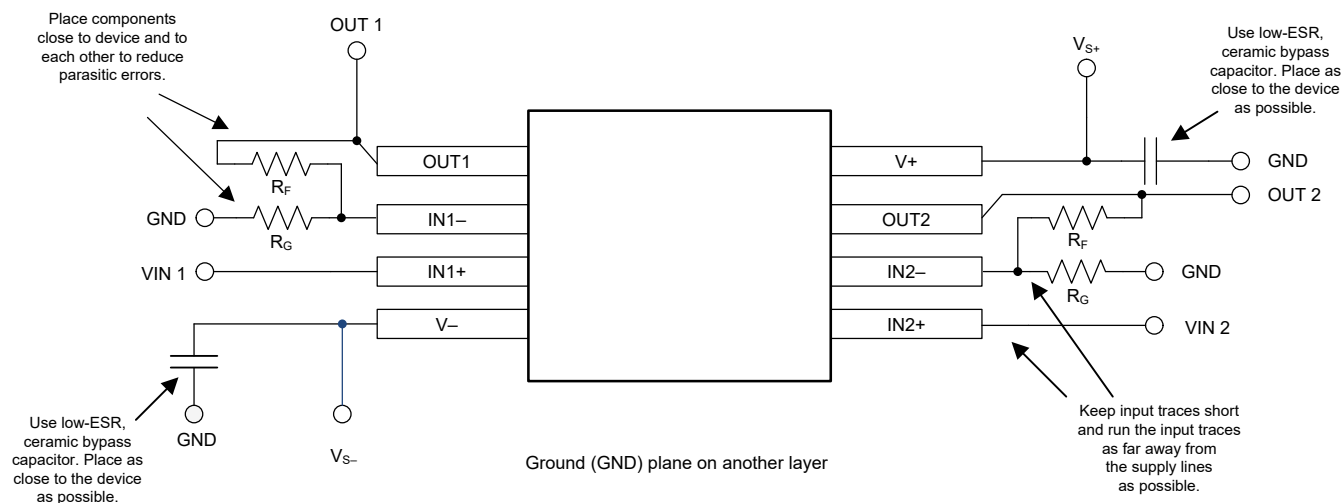 Place components
close to device and to
each other to reduce
parasitic errors.
OUT 1
VS+
Use low-ESR,
ceramic bypass
capacitor. Place as
close to the device
as possible.
OUT1
V+
GND
RF
OUT 2
GND
IN1–
OUT2
RG
RF
VIN 1
IN1+
IN2–
GND
RG
V–
IN2+
VIN 2
Use low-ESR,
ceramic bypass
capacitor. Place as
close to the device
as possible.
GND
VS–
Ground (GND) plane on another layer
Keep input traces short
and run the input traces
as far away from
the supply lines
as possible.